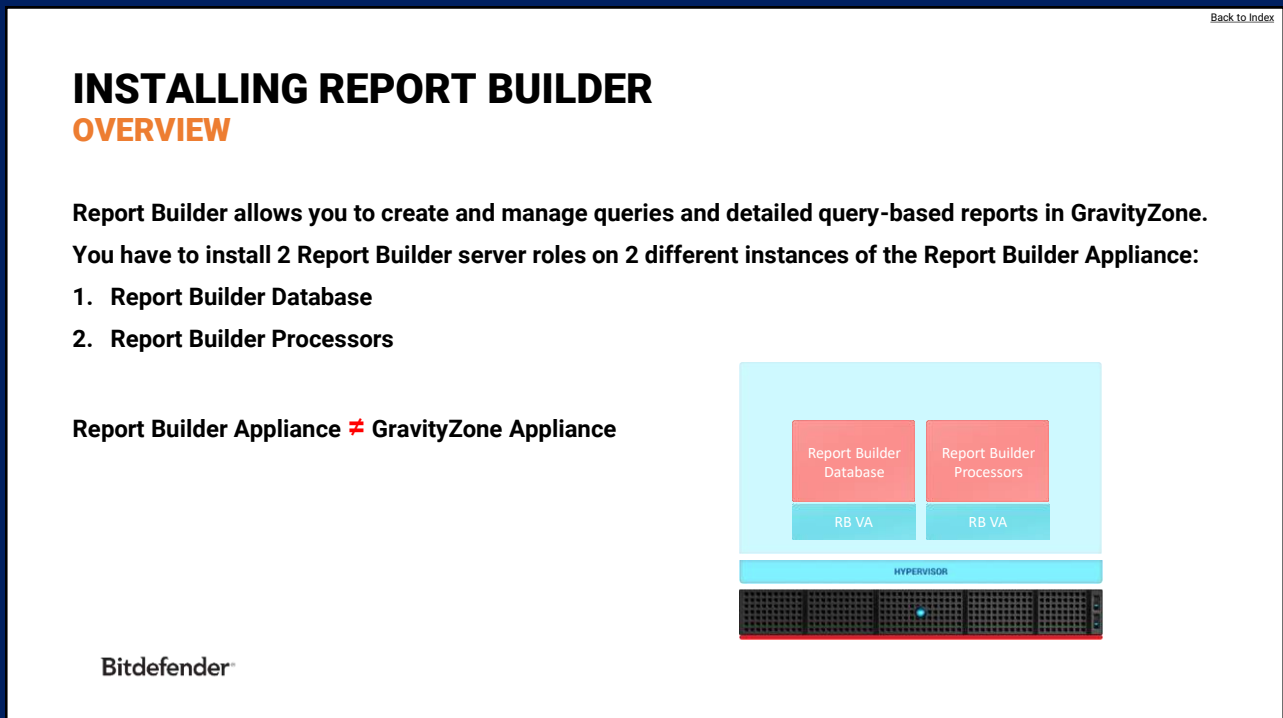 Back to Index
INSTALLING REPORT BUILDER
OVERVIEW
Report Builder allows you to create and manage queries and detailed query-based reports in GravityZone.
You have to install 2 Report Builder server roles on 2 different instances of the Report Builder Appliance:
1. Report Builder Database
2. Report Builder Processors
Report Builder Appliance ≠ GravityZone Appliance
Report Builder
Database
RB VA
Report Builder
Processors
RB VA
HYPERVISOR
Bitdefender